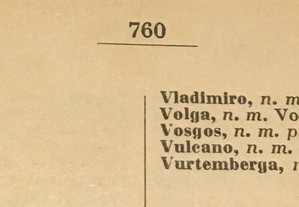 760
Vladimiro, n. m
Volga, n. m. Vo
Vosgos, n. m. p
Vulcano, n. m.
Vurtemberga, n